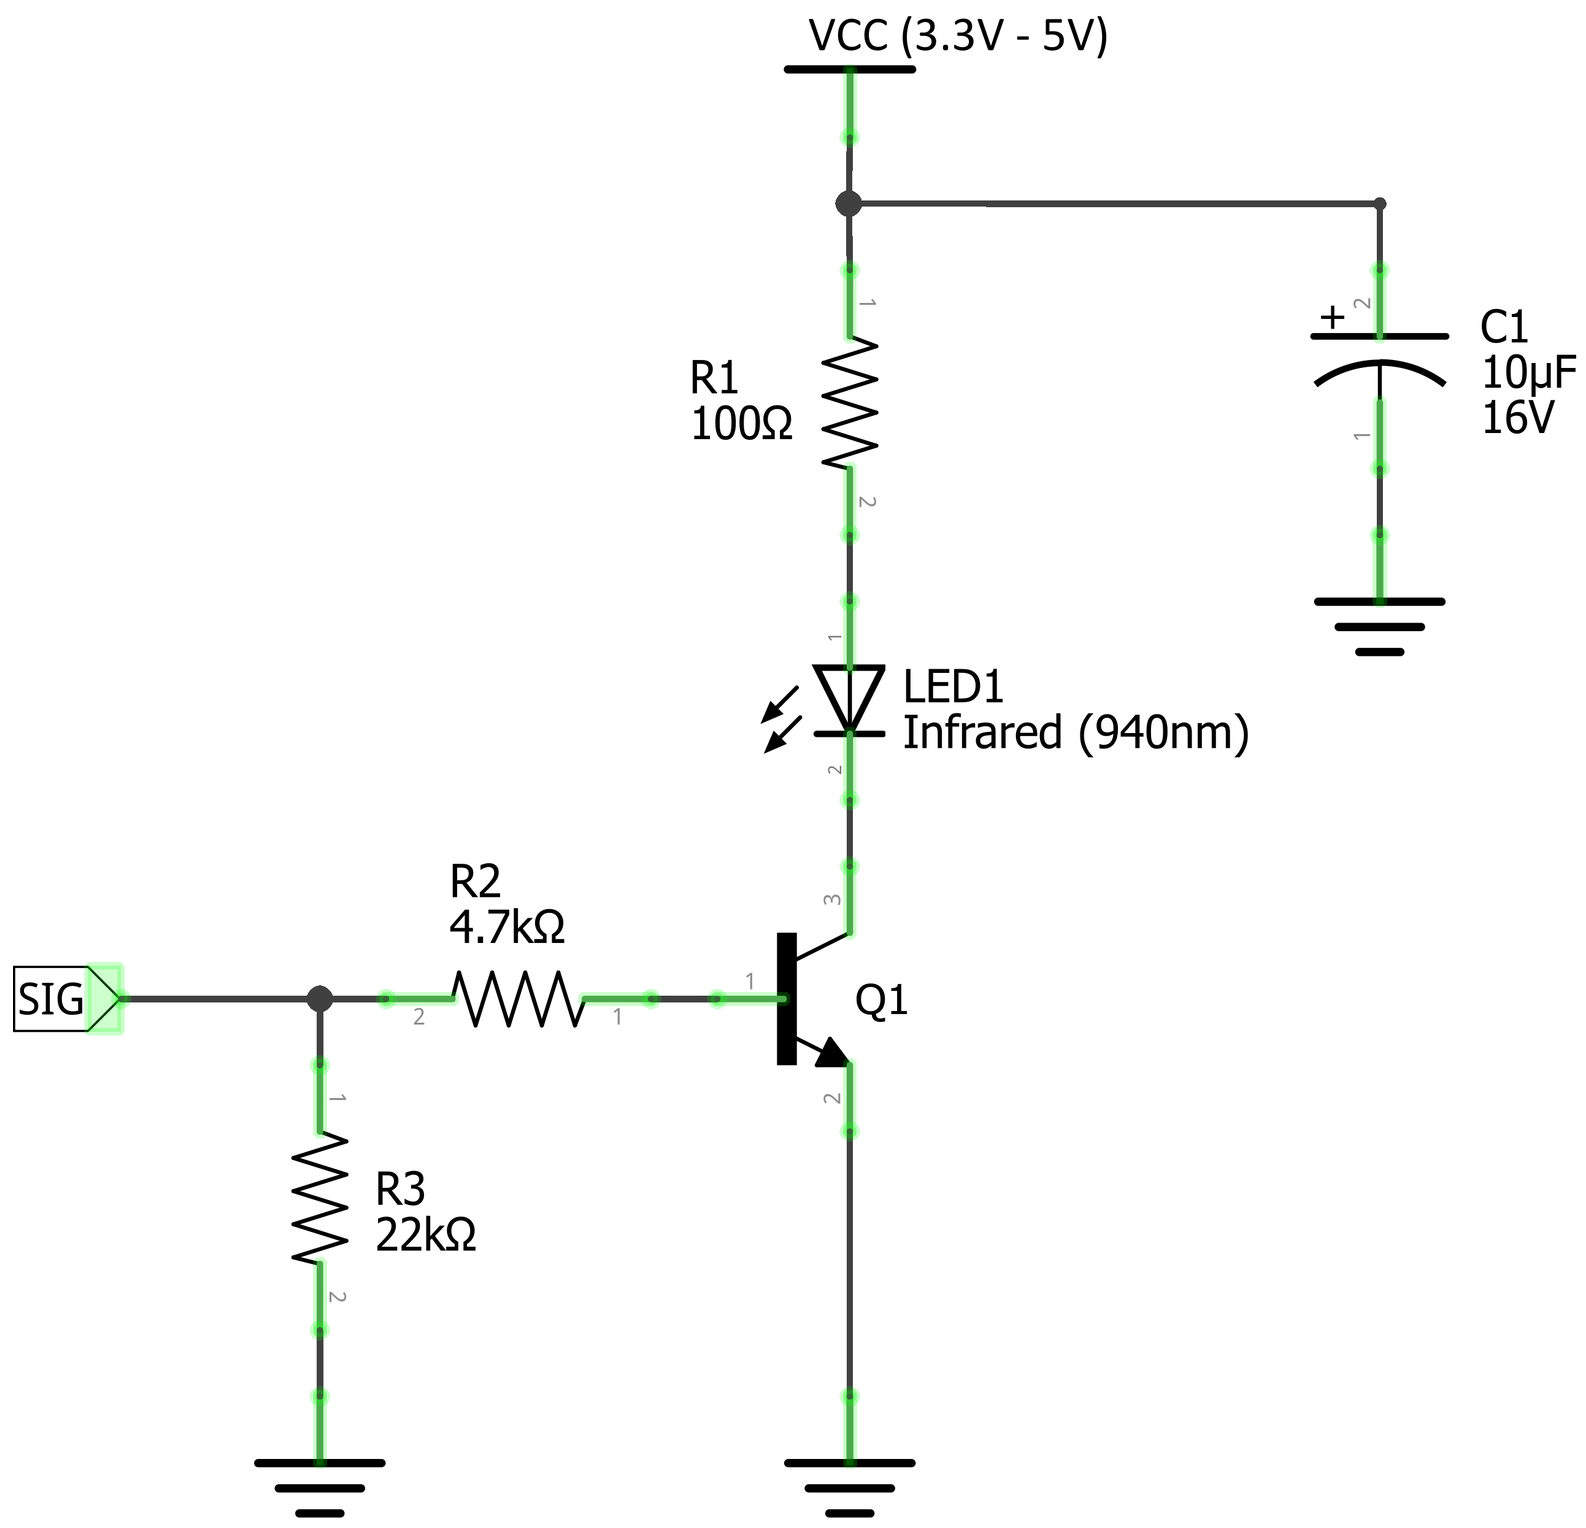 VCC (3.3V - 5V)
1
R1
100Ω
2
+
2
C1
10µF
16V
1
1
LED1
Infrared (940nm)
2
3
R2
4.7kΩ
SIG
2
1
1
Q1
2
1
R3
22kΩ
2